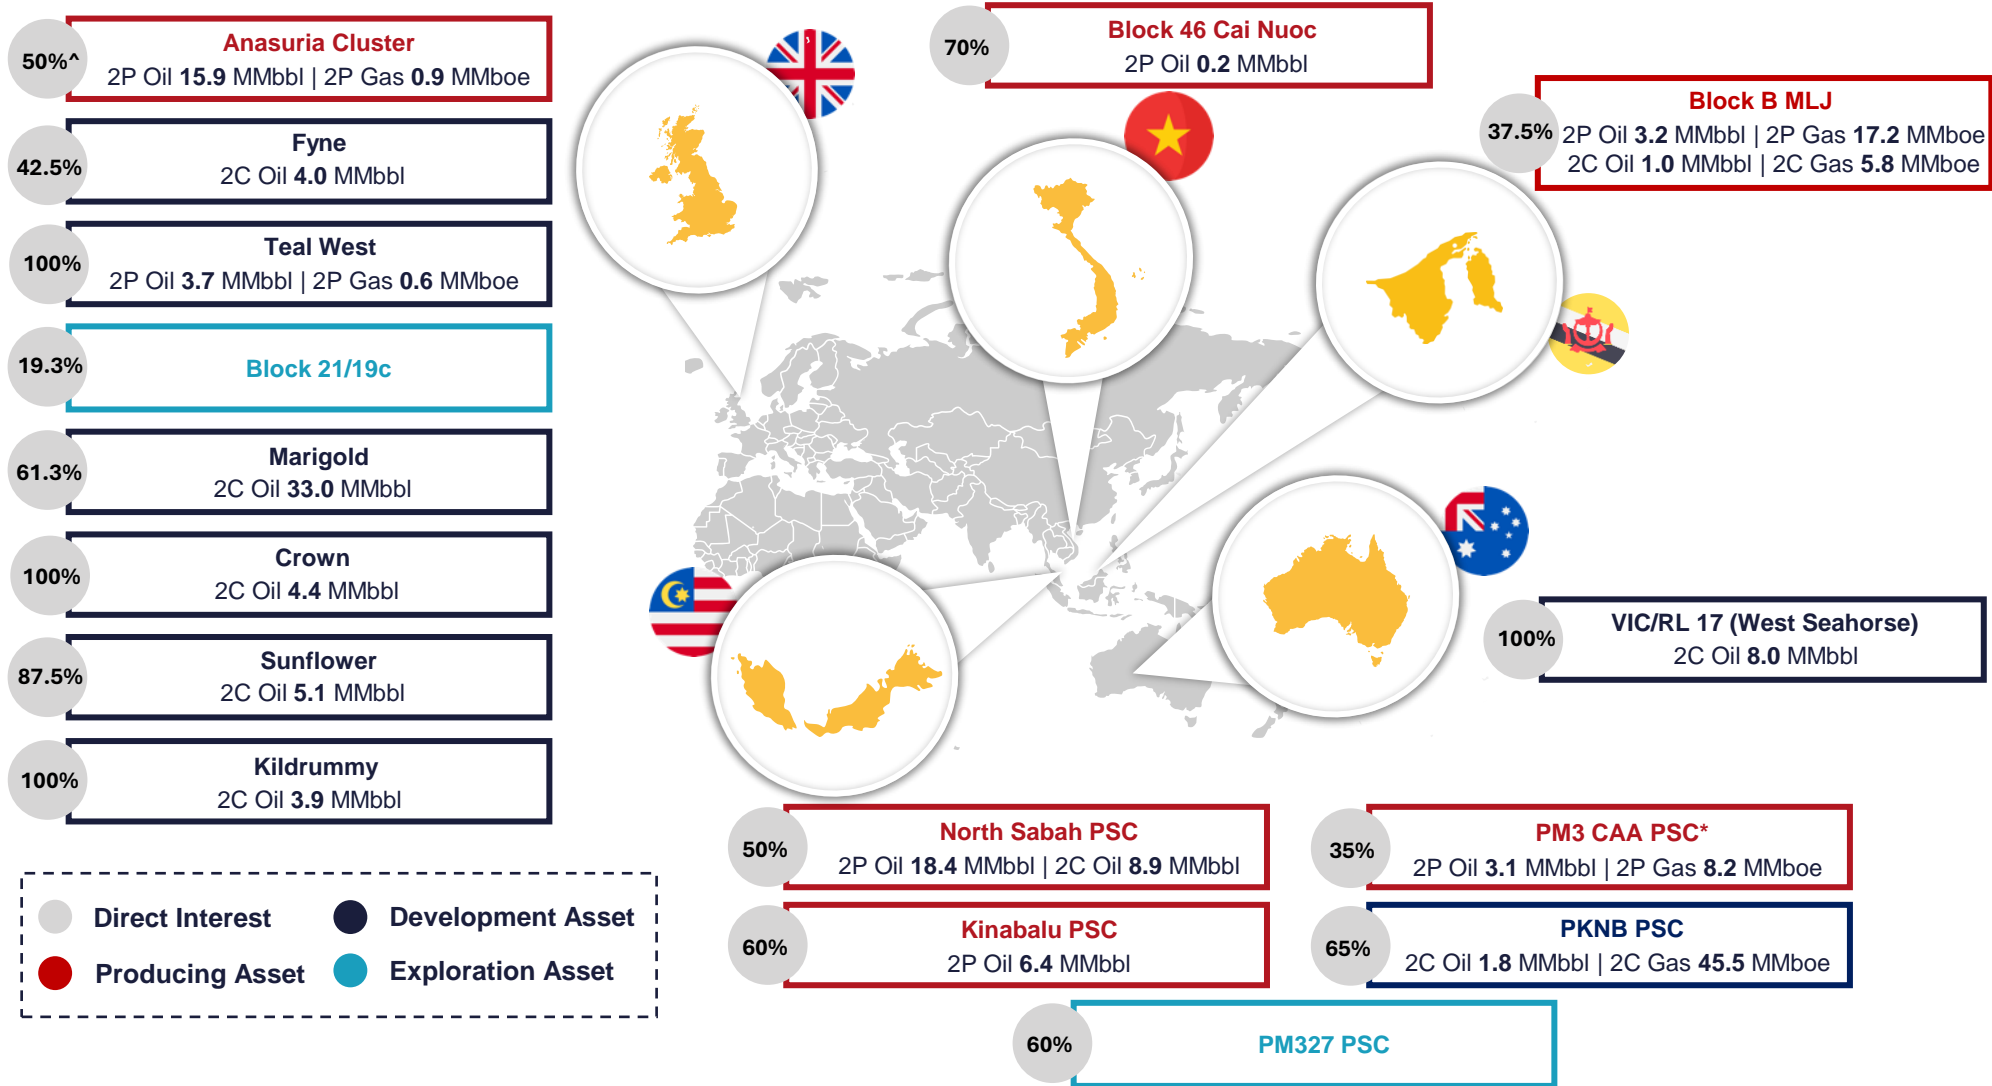 50%^
Anasuria Cluster
2P Oil 15.9 MMbbl | 2P Gas 0.9 MMboe
42.5%
Fyne
2C Oil 4.0 MMbbl
100%
Teal West
2P Oil 3.7 MMbbl | 2P Gas 0.6 MMboe
19.3%
Block 21/19c
61.3%
Marigold
2C Oil 33.0 MMbbl
100%
Crown
2C Oil 4.4 MMbbl
87.5%
Sunflower
2C Oil 5.1 MMbbl
100%
Kildrummy
2C Oil 3.9 MMbbl
70%
Block 46 Cai Nuoc
2P Oil 0.2 MMbbl
37.5%
Block B MLJ
2P Oil 3.2 MMbbl | 2P Gas 17.2 MMboe
2C Oil 1.0 MMbbl | 2C Gas 5.8 MMboe
100%
VIC/RL 17 (West Seahorse)
2C Oil 8.0 MMbbl
50%
North Sabah PSC
2P Oil 18.4 MMbbl | 2C Oil 8.9 MMbbl
35%
PM3 CAA PSC*
2P Oil 3.1 MMbbl | 2P Gas 8.2 MMboe
60%
Kinabalu PSC
2P Oil 6.4 MMbbl
65%
PKNB PSC
2C Oil 1.8 MMbbl | 2C Gas 45.5 MMboe
60%
PM327 PSC
Direct Interest
Development Asset
Producing Asset
Exploration Asset